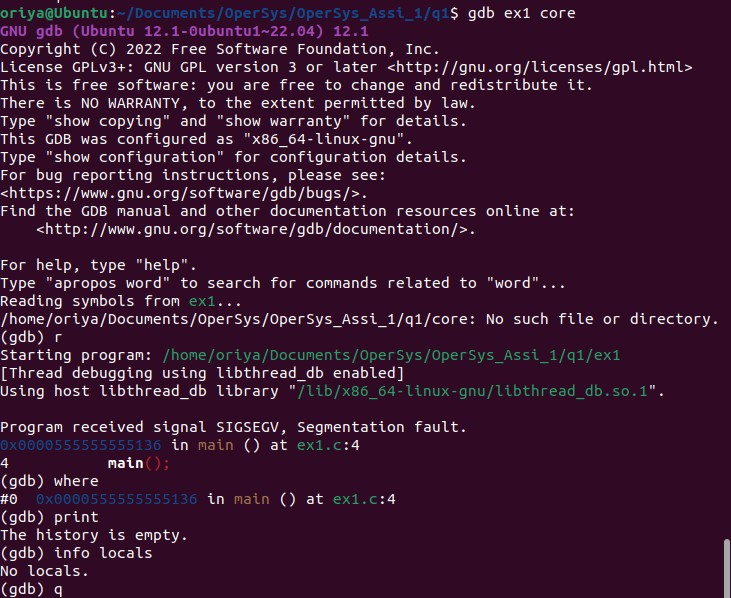 oriya@Ubuntu:~/Documents/OperSys/OperSys_Assi_1/q1$ gdb ex1 core
GNU gdb (Ubuntu 12.1-0ubuntu1~22.04) 12.1
Copyright (C) 2022 Free Software Foundation, Inc.
License GPLv3+: GNU GPL version 3 or later <http://gnu.org/licenses/gpl.html>
This is free software: you are free to change and redistribute it.
There is NO WARRANTY, to the extent permitted by law.
Type "show copying" and "show warranty" for details.
This GDB was configured as "x86_64-linux-gnu".
Type "show configuration" for configuration details.
For bug reporting instructions, please see:
<https://www.gnu.org/software/gdb/bugs/>.
Find the GDB manual and other documentation resources online at:
    <http://www.gnu.org/software/gdb/documentation/>.

For help, type "help".
Type "apropos word" to search for commands related to "word"...
Reading symbols from ex1...
/home/oriya/Documents/OperSys/OperSys_Assi_1/q1/core: No such file or directory.
(gdb) r
Starting program: /home/oriya/Documents/OperSys/OperSys_Assi_1/q1/ex1
[Thread debugging using libthread_db enabled]
Using host libthread_db library "/lib/x86_64-linux-gnu/libthread_db.so.1".

Program received signal SIGSEGV, Segmentation fault.
0x0000555555555136 in main () at ex1.c:4
4	    main();
(gdb) where
#0  0x0000555555555136 in main () at ex1.c:4
(gdb) print
The history is empty.
(gdb) info locals
No locals.
(gdb) q